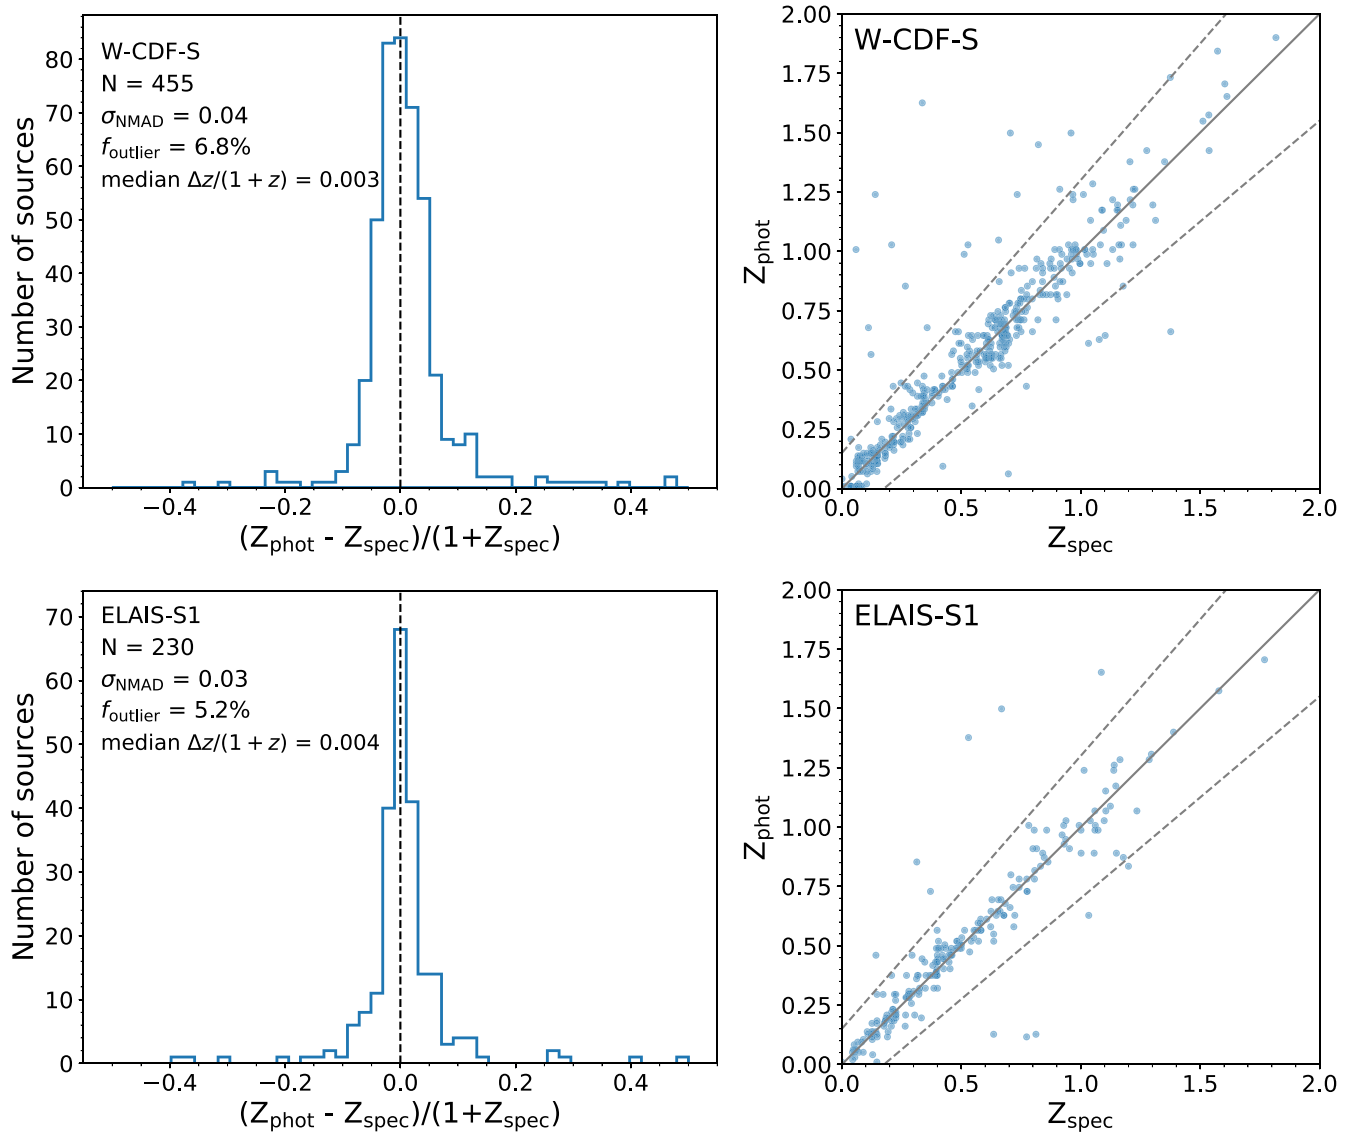 W-CDF-S
N = 455
σNMAD = 0.04
foutlier = 6.8%
median Δz/(1 + z) = 0.003
Number of sources
80
70
60
50
40
30
20
10
0
−0.4 −0.2 0.0 0.2 0.4
(Zphot - Zspec)/(1+Zspec)
W-CDF-S
Zphot
2.00
1.75
1.50
1.25
1.00
0.75
0.50
0.25
0.00
0.0 0.5 1.0 1.5 2.0
Zspec
ELAIS-S1
N = 230
σNMAD = 0.03
foutlier = 5.2%
median Δz/(1 + z) = 0.004
Number of sources
70
60
50
40
30
20
10
0
−0.4 −0.2 0.0 0.2 0.4
(Zphot - Zspec)/(1+Zspec)
ELAIS-S1
Zphot
2.00
1.75
1.50
1.25
1.00
0.75
0.50
0.25
0.00
0.0 0.5 1.0 1.5 2.0
Zspec